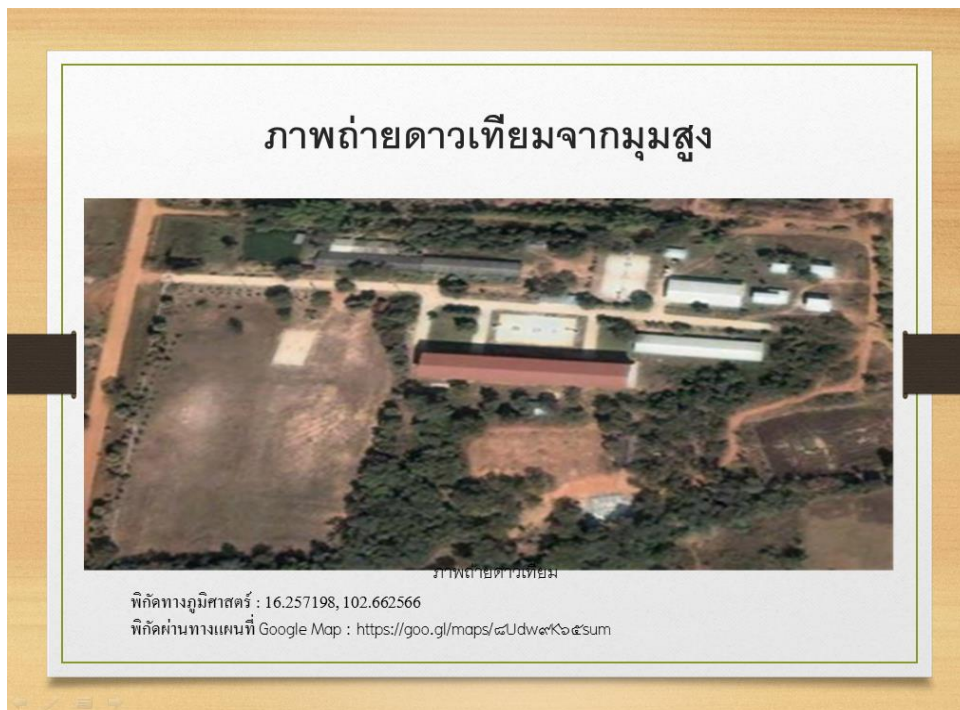 ภาพถ่ายดาวเทียมจากมุมสูง
ภาพถ่ายดาวเทียม
พิกัดทางภูมิศาสตร์ : 16.257198, 102.662566
พิกัดผ่านทางแผนที่ Google Map : https://goo.gl/maps/๘Udw๙K๖๕sum